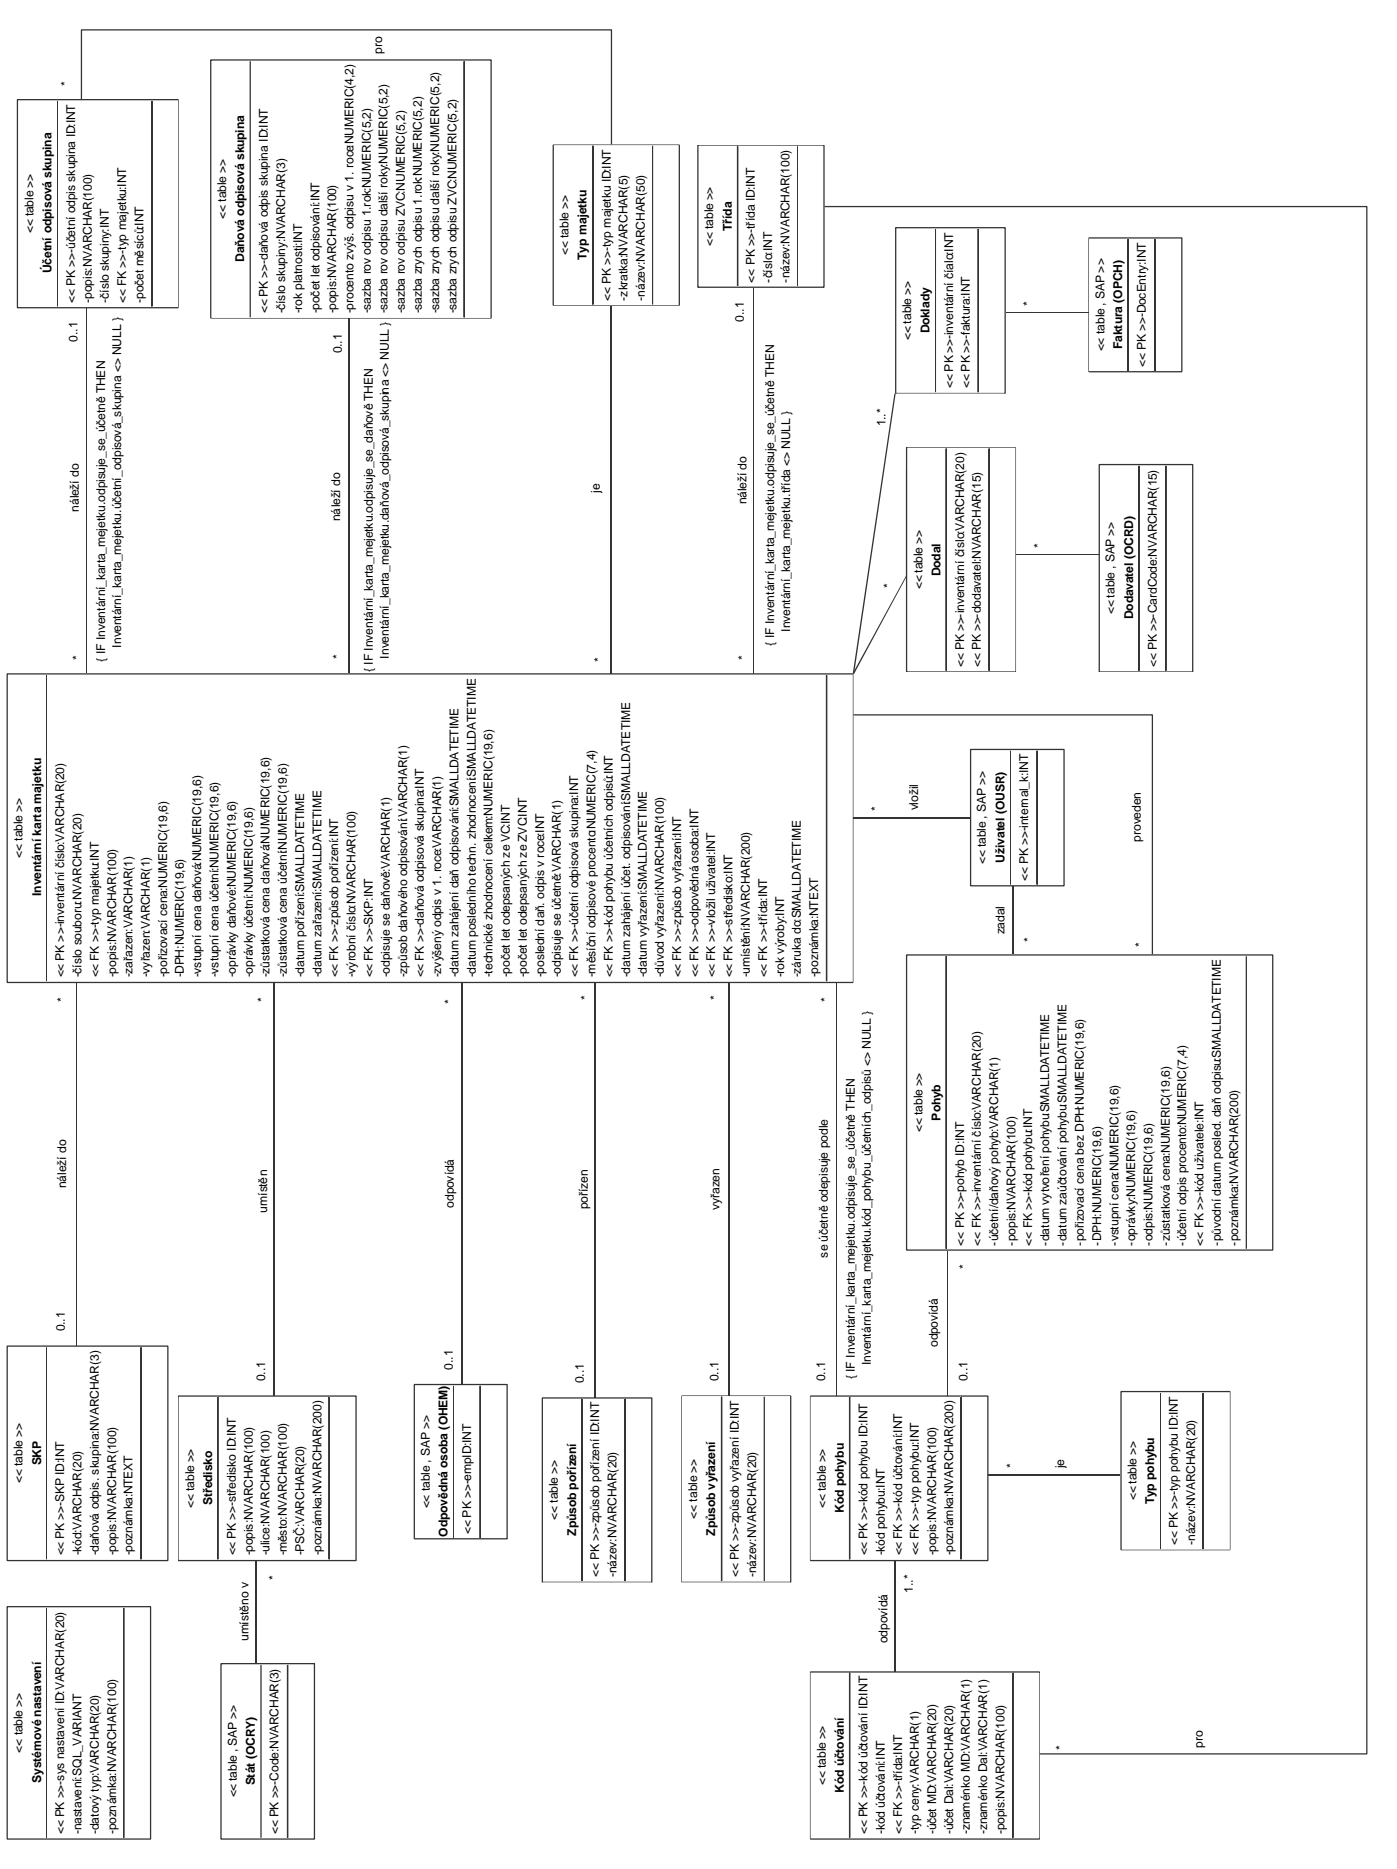 << table >>
Systémové nastavení
<< PK >>-sys nastavení ID:VARCHAR(20)
-nastavení:SQL_VARIANT
-datový typ:VARCHAR(20)
-poznámka:NVARCHAR(100)
<< table >>
SKP
<< PK >>-SKP ID:INT
-kód:VARCHAR(20)
-daňová odpis. skupina:NVARCHAR(3)
-popis:NVARCHAR(100)
-poznámka:NTEXT
0..1
náleží do
*
<< table >>
Inventární karta majetku
<< PK >>-inventární číslo:VARCHAR(20)
-číslo souboru:NVARCHAR(20)
<< FK >>-typ majetku:INT
-popis:NVARCHAR(100)
-zařazen:VARCHAR(1)
-vyřazen:VARCHAR(1)
-pořizovací cena:NUMERIC(19,6)
-DPH:NUMERIC(19,6)
-vstupní cena daňová:NUMERIC(19,6)
-vstupní cena účetní:NUMERIC(19,6)
-oprávky daňové:NUMERIC(19,6)
-oprávky účetní:NUMERIC(19,6)
-zůstatková cena daňová:NUMERIC(19,6)
-zůstatková cena účetní:NUMERIC(19,6)
-datum pořízení:SMALLDATETIME
-datum zařazení:SMALLDATETIME
<< FK >>-způsob pořízení:INT
-výrobní číslo:NVARCHAR(100)
<< FK >>-SKP:INT
-odpisuje se daňově:VARCHAR(1)
-způsob daňového odpisování:VARCHAR(1)
<< FK >>-daňová odpisová skupina:INT
-zvýšený odpis v 1. roce:VARCHAR(1)
-datum zahájení daň odpisování:SMALLDATETIME
-datum posledního techn. zhodnocení:SMALLDATETIME
-technické zhodnocení celkem:NUMERIC(19,6)
-počet let odepsaných ze VC:INT
-počet let odepsaných ze ZVC:INT
-poslední daň. odpis v roce:INT
-odpisuje se účetně:VARCHAR(1)
<< FK >>-účetní odpisová skupina:INT
-měsíční odpisové procento:NUMERIC(7,4)
<< FK >>-kód pohybu účetních odpisů:INT
-datum zahájení účet. odpisování:SMALLDATETIME
-datum vyřazení:SMALLDATETIME
-důvod vyřazení:NVARCHAR(100)
<< FK >>-způsob vyřazení:INT
<< FK >>-odpovědná osoba:INT
<< FK >>-vložil uživatel:INT
<< FK >>-středisko:INT
-umístění:NVARCHAR(200)
<< FK >>-třída:INT
-rok výroby:INT
-záruka do:SMALLDATETIME
-poznámka:NTEXT
*
náleží do
0..1
{ IF Inventární_karta_mejetku.odpisuje_se_účetně THEN
Inventární_karta_mejetku.účetní_odpisová_skupina <> NULL }
<< table >>
Účetní odpisová skupina
<< PK >>-účetní odpis skupina ID:INT
-popis:NVARCHAR(100)
-číslo skupiny:INT
<< FK >>-typ majetku:INT
-počet měsíců:INT
*
pro
<< table , SAP >>
Stát (OCRY)
<< PK >>-Code:NVARCHAR(3)
umístěno v
*
<< table >>
Středisko
<< PK >>-středisko ID:INT
-popis:NVARCHAR(100)
-ulice:NVARCHAR(100)
-město:NVARCHAR(100)
-PSČ:VARCHAR(20)
-poznámka:NVARCHAR(200)
0..1
umístěn
*
*
náleží do
0..1
{ IF Inventární_karta_mejetku.odpisuje_se_daňově THEN
Inventární_karta_mejetku.daňová_odpisová_skupina <> NULL }
<< table >>
Daňová odpisová skupina
<< PK >>-daňová odpis skupina ID:INT
-číslo skupiny:NVARCHAR(3)
-rok platnosti:INT
-počet let odpisování:INT
-popis:NVARCHAR(100)
-procento zvýš. odpisu v 1. roce:NUMERIC(4,2)
-sazba rov odpisu 1.rok:NUMERIC(5,2)
-sazba rov odpisu další roky:NUMERIC(5,2)
-sazba rov odpisu ZVC:NUMERIC(5,2)
-sazba zrych odpisu 1.rok:NUMERIC(5,2)
-sazba zrych odpisu další roky:NUMERIC(5,2)
-sazba zrych odpisu ZVC:NUMERIC(5,2)
<< table , SAP >>
Odpovědná osoba (OHEM)
<< PK >>-empID:INT
0..1
odpovídá
*
<< table >>
Způsob pořízení
<< PK >>-způsob pořízení ID:INT
-název:NVARCHAR(20)
0..1
pořízen
*
*
je
<< table >>
Typ majetku
<< PK >>-typ majetku ID:INT
-zkratka:NVARCHAR(5)
-název:NVARCHAR(50)
<< table >>
Způsob vyřazení
<< PK >>-způsob vyřazení ID:INT
-název:NVARCHAR(20)
0..1
vyřazen
*
*
náleží do
0..1
{ IF Inventární_karta_mejetku.odpisuje_se_účetně THEN
Inventární_karta_mejetku.třída <> NULL }
<< table >>
Třída
<< PK >>-třída ID:INT
-číslo:INT
-název:NVARCHAR(100)
<< table >>
Kód účtování
<< PK >>-kód účtování ID:INT
-kód účtování:INT
<< FK >>-třída:INT
-typ ceny:VARCHAR(1)
-účet MD:VARCHAR(20)
-účet Dal:VARCHAR(20)
-znaménko MD:VARCHAR(1)
-znaménko Dal:VARCHAR(1)
-popis:NVARCHAR(100)
odpovídá
1..*
<< table >>
Kód pohybu
<< PK >>-kód pohybu ID:INT
-kód pohybu:INT
<< FK >>-kód účtování:INT
<< FK >>-typ pohybu:INT
-popis:NVARCHAR(100)
-poznámka:NVARCHAR(200)
0..1
se účetně odepisuje podle
*
{ IF Inventární_karta_mejetku.odpisuje_se_účetně THEN
Inventární_karta_mejetku.kód_pohybu_účetních_odpisů <> NULL }
0..1
odpovídá
*
<< table >>
Pohyb
<< PK >>-pohyb ID:INT
<< FK >>-inventární číslo:VARCHAR(20)
-účetní/daňový pohyb:VARCHAR(1)
-popis:NVARCHAR(100)
<< FK >>-kód pohybu:INT
-datum vytvoření pohybu:SMALLDATETIME
-datum zaúčtování pohybu:SMALLDATETIME
-pořizovací cena bez DPH:NUMERIC(19,6)
-DPH:NUMERIC(19,6)
-vstupní cena:NUMERIC(19,6)
-oprávky:NUMERIC(19,6)
-odpis:NUMERIC(19,6)
-zůstatková cena:NUMERIC(19,6)
-účetní odpis procento:NUMERIC(7,4)
<< FK >>-kód uživatele:INT
-původní datum posled. daň odpisu:SMALLDATETIME
-poznámka:NVARCHAR(200)
*
zadal
*
proveden
*
vložil
<< table , SAP >>
Uživatel (OUSR)
<< PK >>-internal_k:INT
*
<< table >>
Dodal
<< PK >>-inventární číslo:VARCHAR(20)
<< PK >>-dodavatel:NVARCHAR(15)
*
<< table , SAP >>
Dodavatel (OCRD)
<< PK >>-CardCode:NVARCHAR(15)
1..*
<< table >>
Doklady
<< PK >>-inventární číalo:INT
<< PK >>-faktura:INT
*
<< table , SAP >>
Faktura (OPCH)
<< PK >>-DocEntry:INT
*
je
<< table >>
Typ pohybu
<< PK >>-typ pohybu ID:INT
-název:NVARCHAR(20)
*
pro